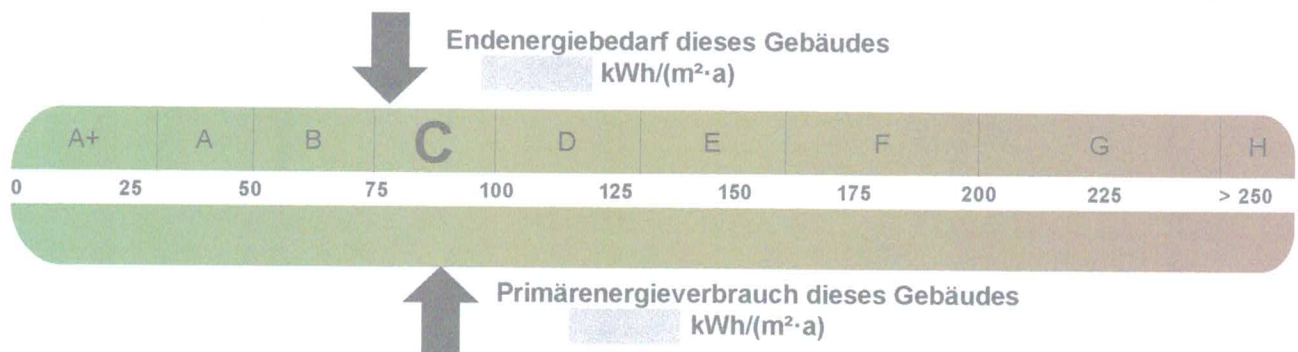 Endenergiebedarf dieses Gebäudes
kWh/(m²·a)
A+ A B C D E F G H
0 25 50 75 100 125 150 175 200 225 > 250
Primärenergieverbrauch dieses Gebäudes
kWh/(m²·a)